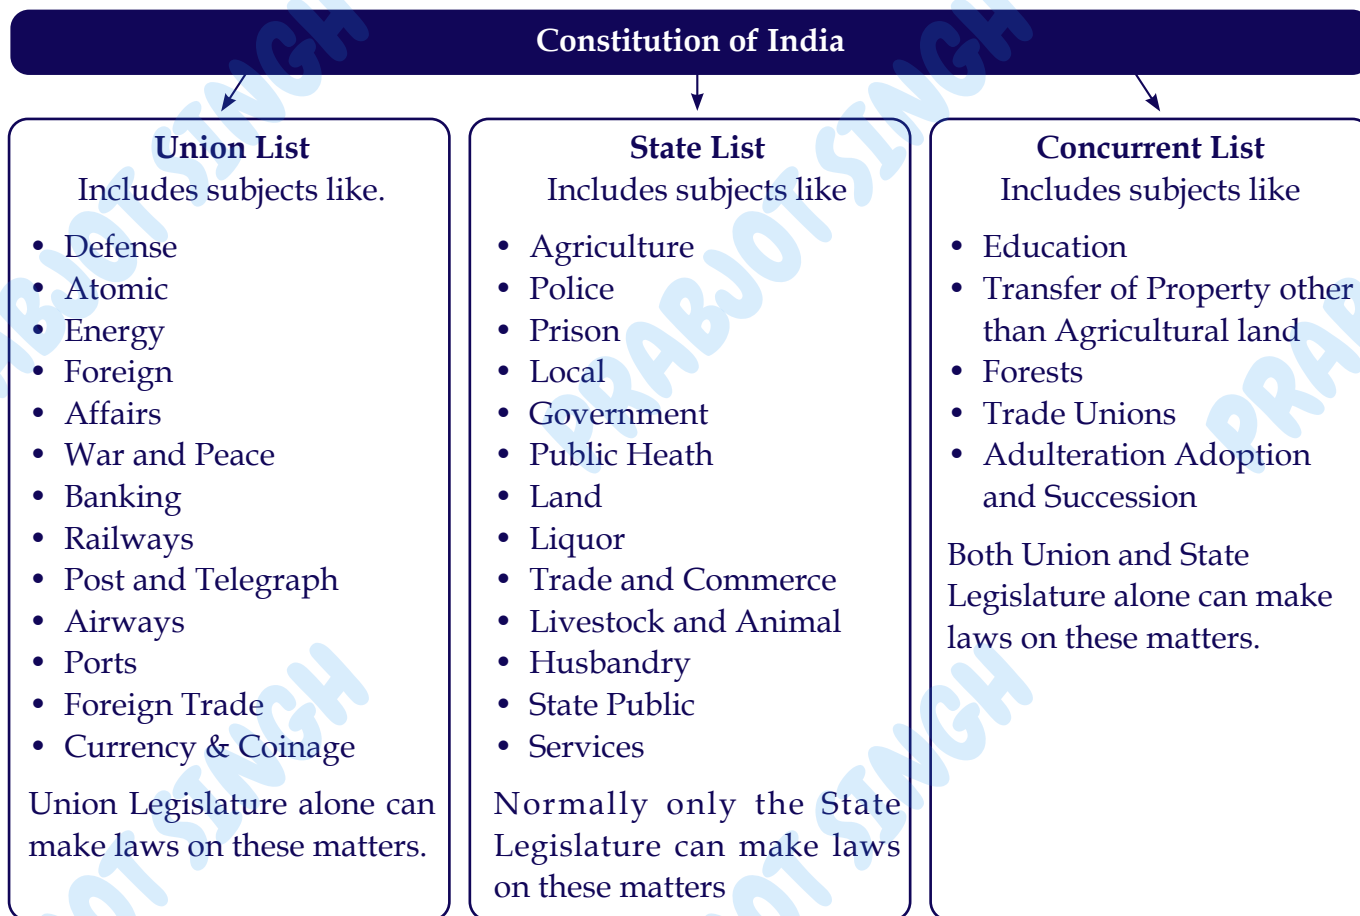 Constitution of India
Union List
Includes subjects like.
• Defense
• Atomic
• Energy
• Foreign
• Affairs
• War and Peace
• Banking
• Railways
• Post and Telegraph
• Airways
• Ports
• Foreign Trade
• Currency & Coinage
Union Legislature alone can
make laws on these matters.
State List
Includes subjects like
• Agriculture
• Police
• Prison
• Local
• Government
• Public Heath
• Land
• Liquor
• Trade and Commerce
• Livestock and Animal
• Husbandry
• State Public
• Services
Normally only the State
Legislature can make laws
on these matters
Concurrent List
Includes subjects like
• Education
• Transfer of Property other
than Agricultural land
• Forests
• Trade Unions
• Adulteration Adoption
and Succession
Both Union and State
Legislature alone can make
laws on these matters.
PRABJOT SINGH